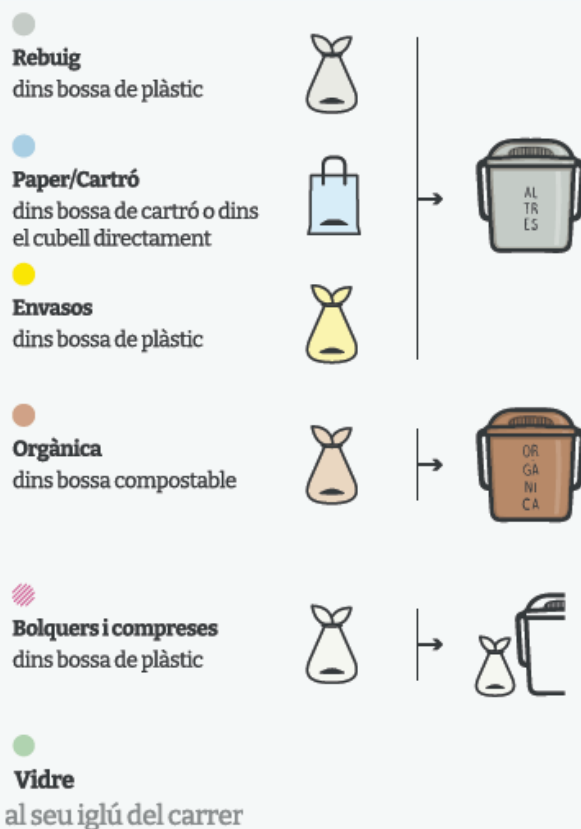 Rebuig
dins bossa de plàstic
AL
TR
ES
Paper/Cartró
dins bossa de cartró o dins
el cubell directament
Envasos
dins bossa de plàstic
Orgànica
dins bossa compostable
OR
GÀ
NI
CA
Bolquers i compreses
dins bossa de plàstic
Vidre
al seu iglú del carrer